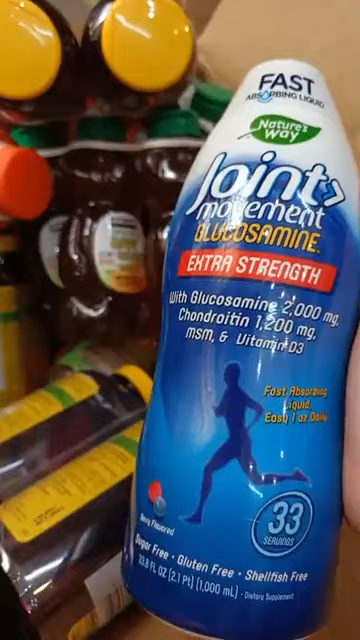 FAST
ABSORBING LIQUID
Nature's
Way
Joint
movement
GLUCOSAMINE
EXTRA STRENGTH
With Glucosamine 2,000 mg,
Chondroitin 1,200 mg,
MSM, & Vitamin D3
Fast Absorbing
Liquid.
Easy 1 oz Daily
33
SERVINGS
Berry Flavored
Sugar Free • Gluten Free • Shellfish Free
33.8 FL OZ (2.1 Pt) (1,000 mL) • Dietary Supplement